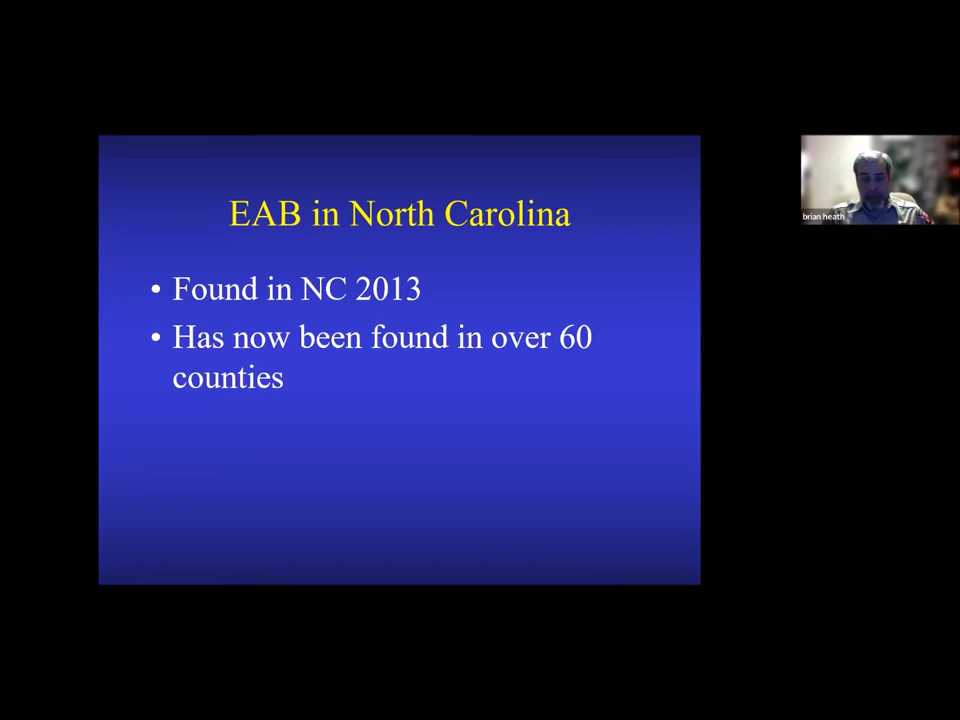 EAB in North Carolina
• Found in NC 2013
• Has now been found in over 60
counties
brian heath